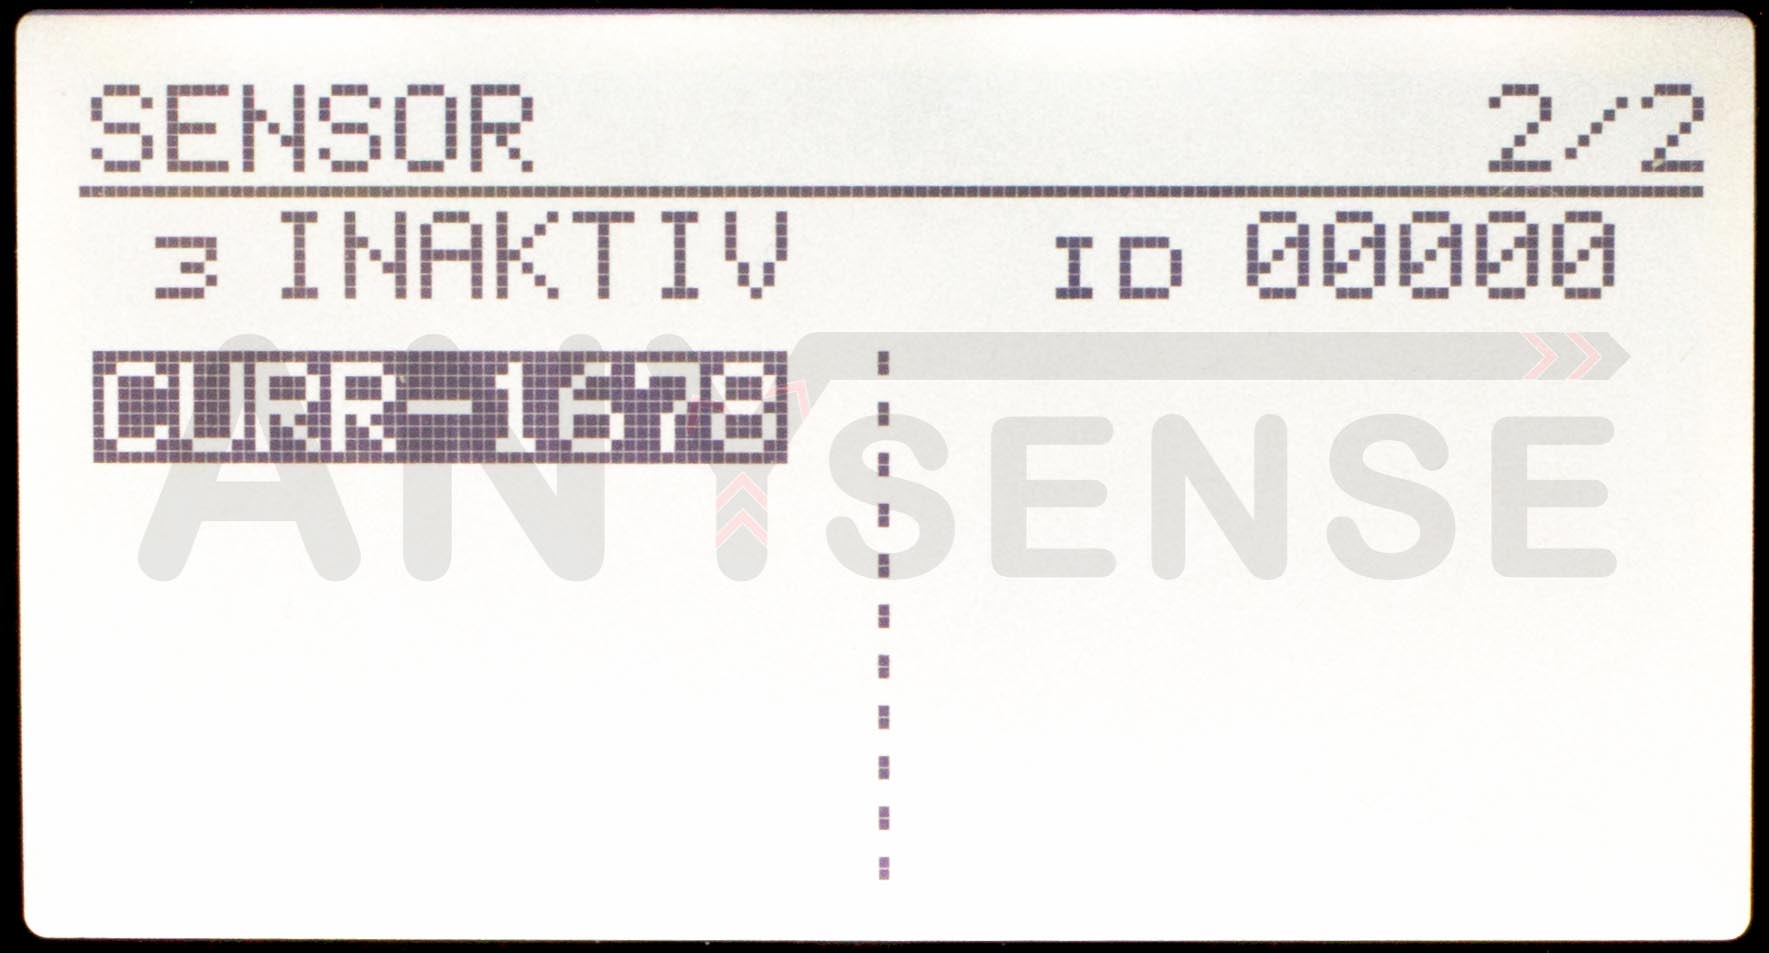 SENSOR 2/2
3 INAKTIV ID 00000
CURR-1678
ANYSENSE